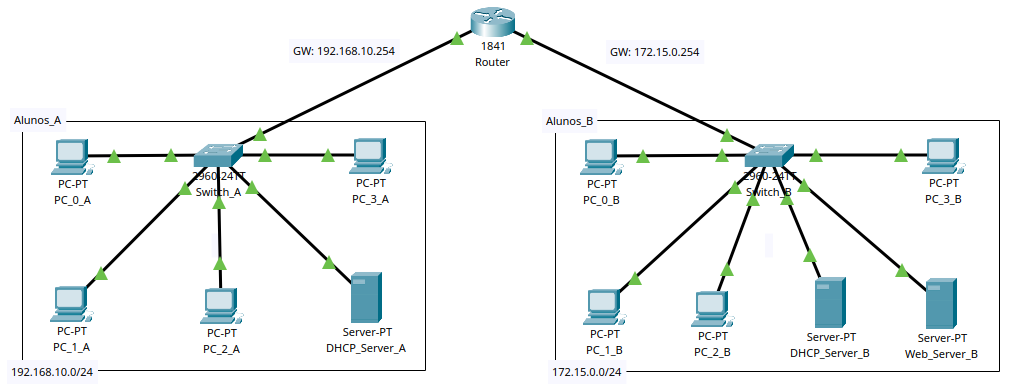 1841
Router
GW: 192.168.10.254
GW: 172.15.0.254
Alunos_A
PC-PT
PC_0_A
2960-24TT
Switch_A
PC-PT
PC_3_A
PC-PT
PC_1_A
PC-PT
PC_2_A
Server-PT
DHCP_Server_A
192.168.10.0/24
Alunos_B
PC-PT
PC_0_B
2960-24TT
Switch_B
PC-PT
PC_3_B
PC-PT
PC_1_B
PC-PT
PC_2_B
Server-PT
DHCP_Server_B
Server-PT
Web_Server_B
172.15.0.0/24